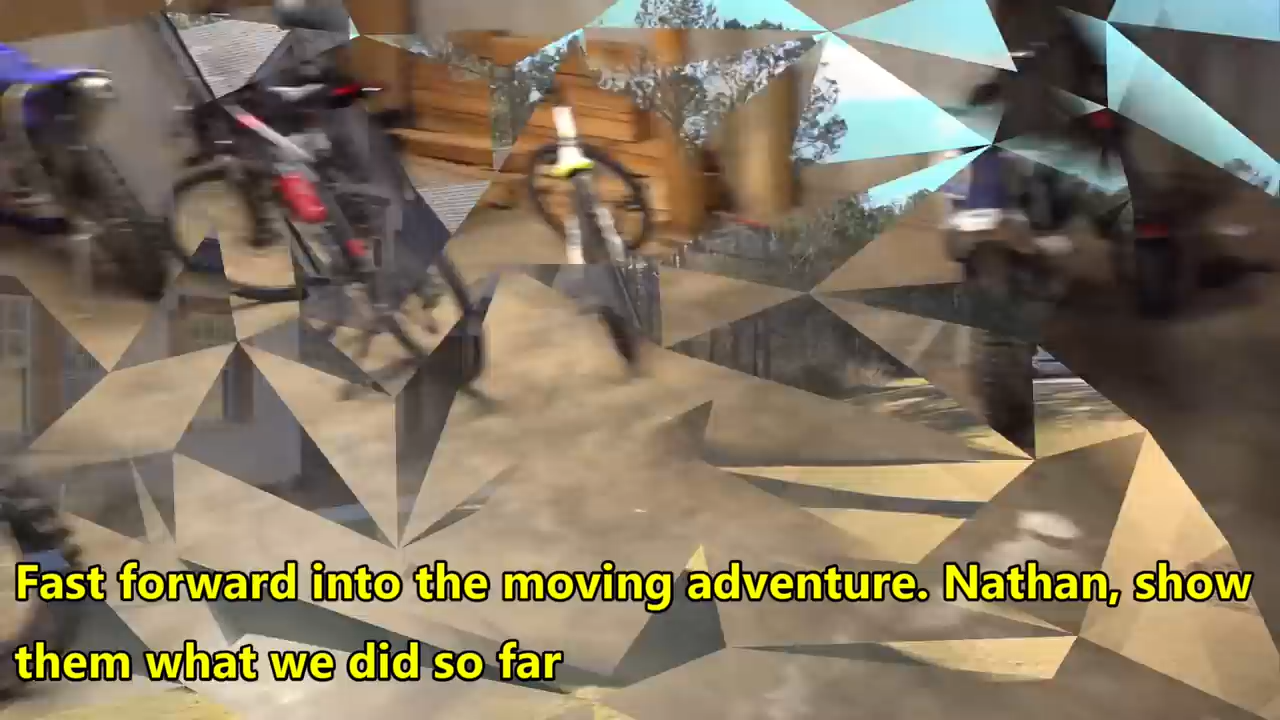 Fast forward into the moving adventure. Nathan, show
them what we did so far